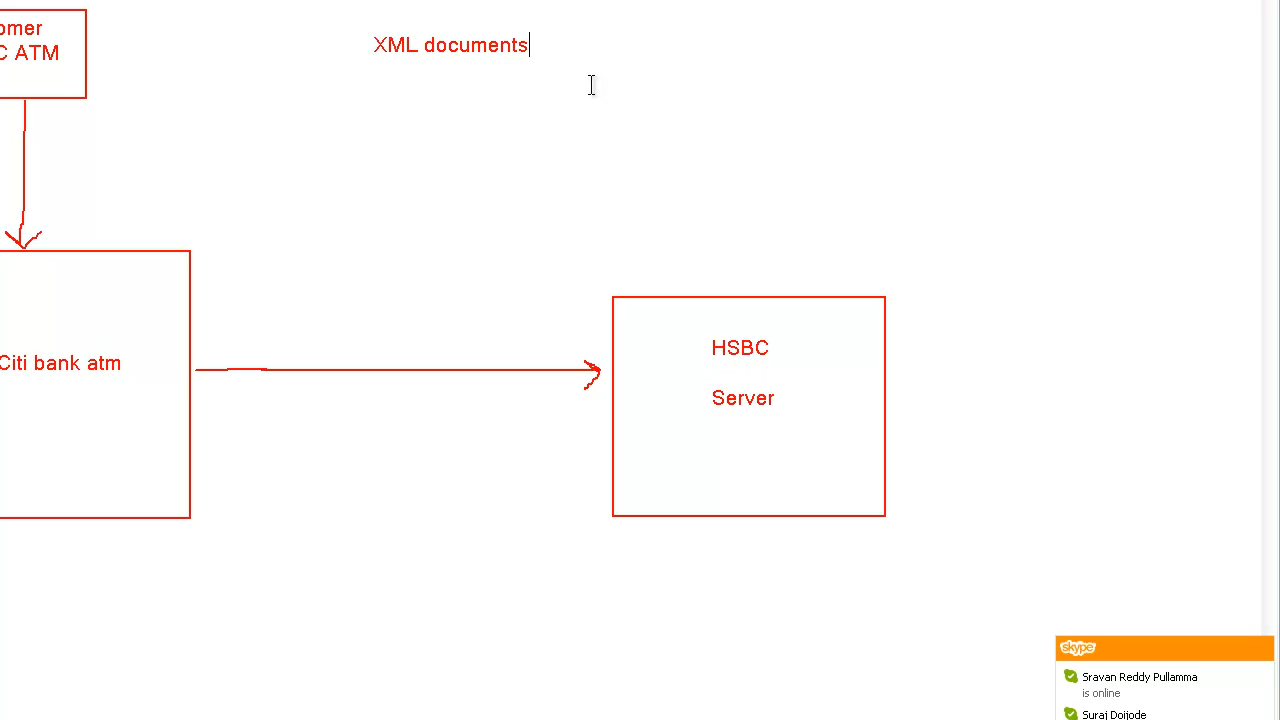 omer
C ATM
XML documents
Citi bank atm
HSBC
Server
skype
Sravan Reddy Pullamma
is online
Suraj Doijode